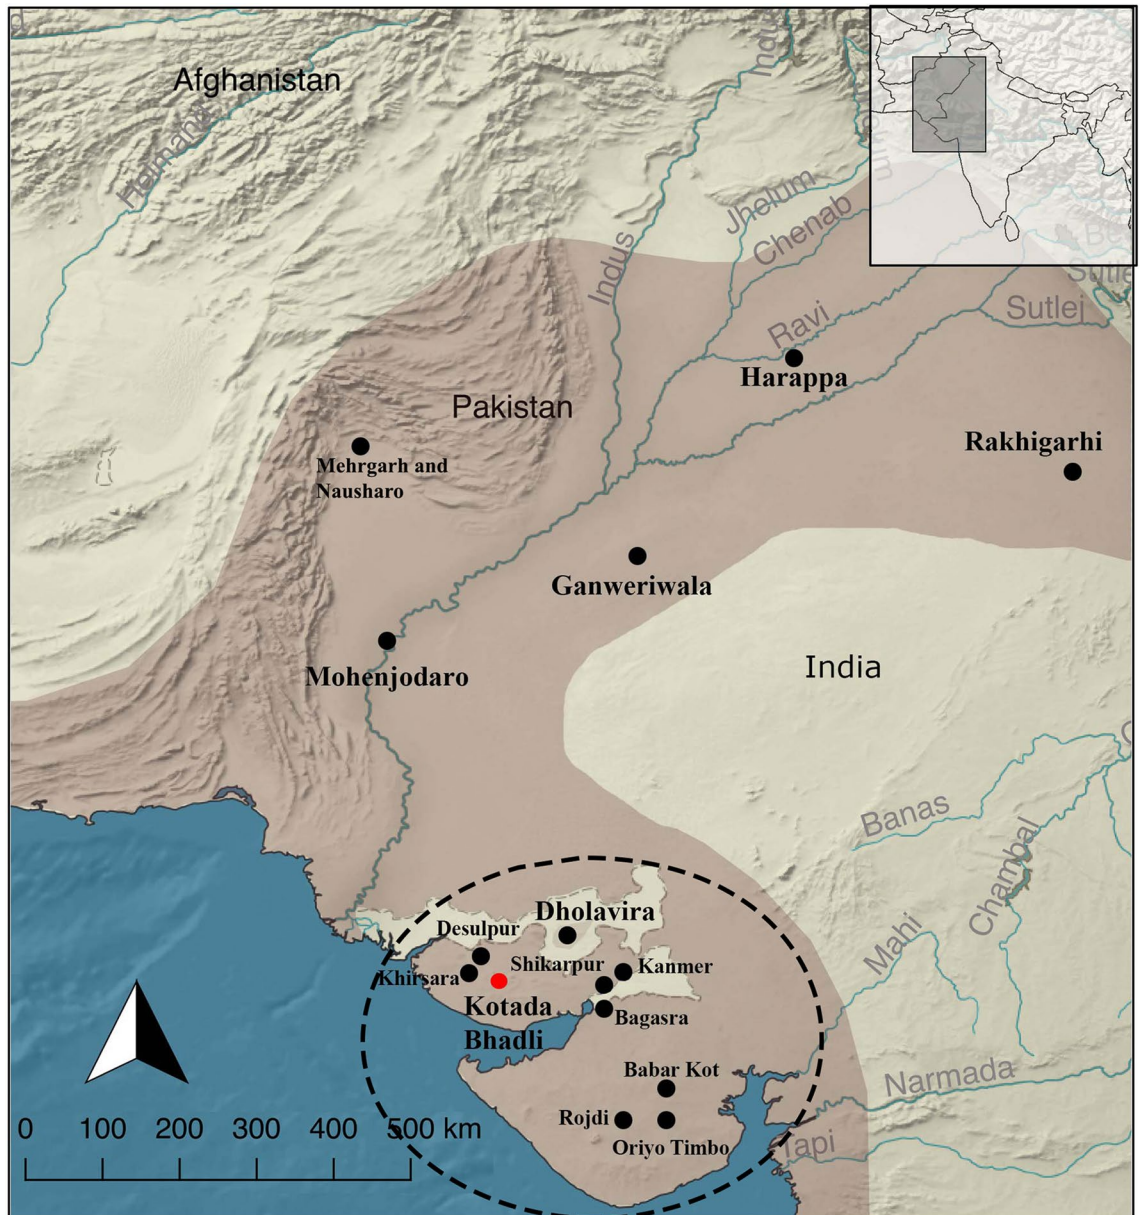 Indus
Afghanistan
Helmand
Jhelum
Chenab
Indus
Sutlej
Ravi
Harappa
Pakistan
Rakhigarhi
Mehrgarh and
Nausharo
Ganweriwala
Mohenjodaro
India
Banas
Chambal
Mahi
Dholavira
Desulpur
Shikarpur
Kanmer
Khirsara
Kotada
Bhadli
Bagasra
Babar Kot
Narmada
Rojdi
Oriyo Timbo
Tapi
0 100 200 300 400 500 km